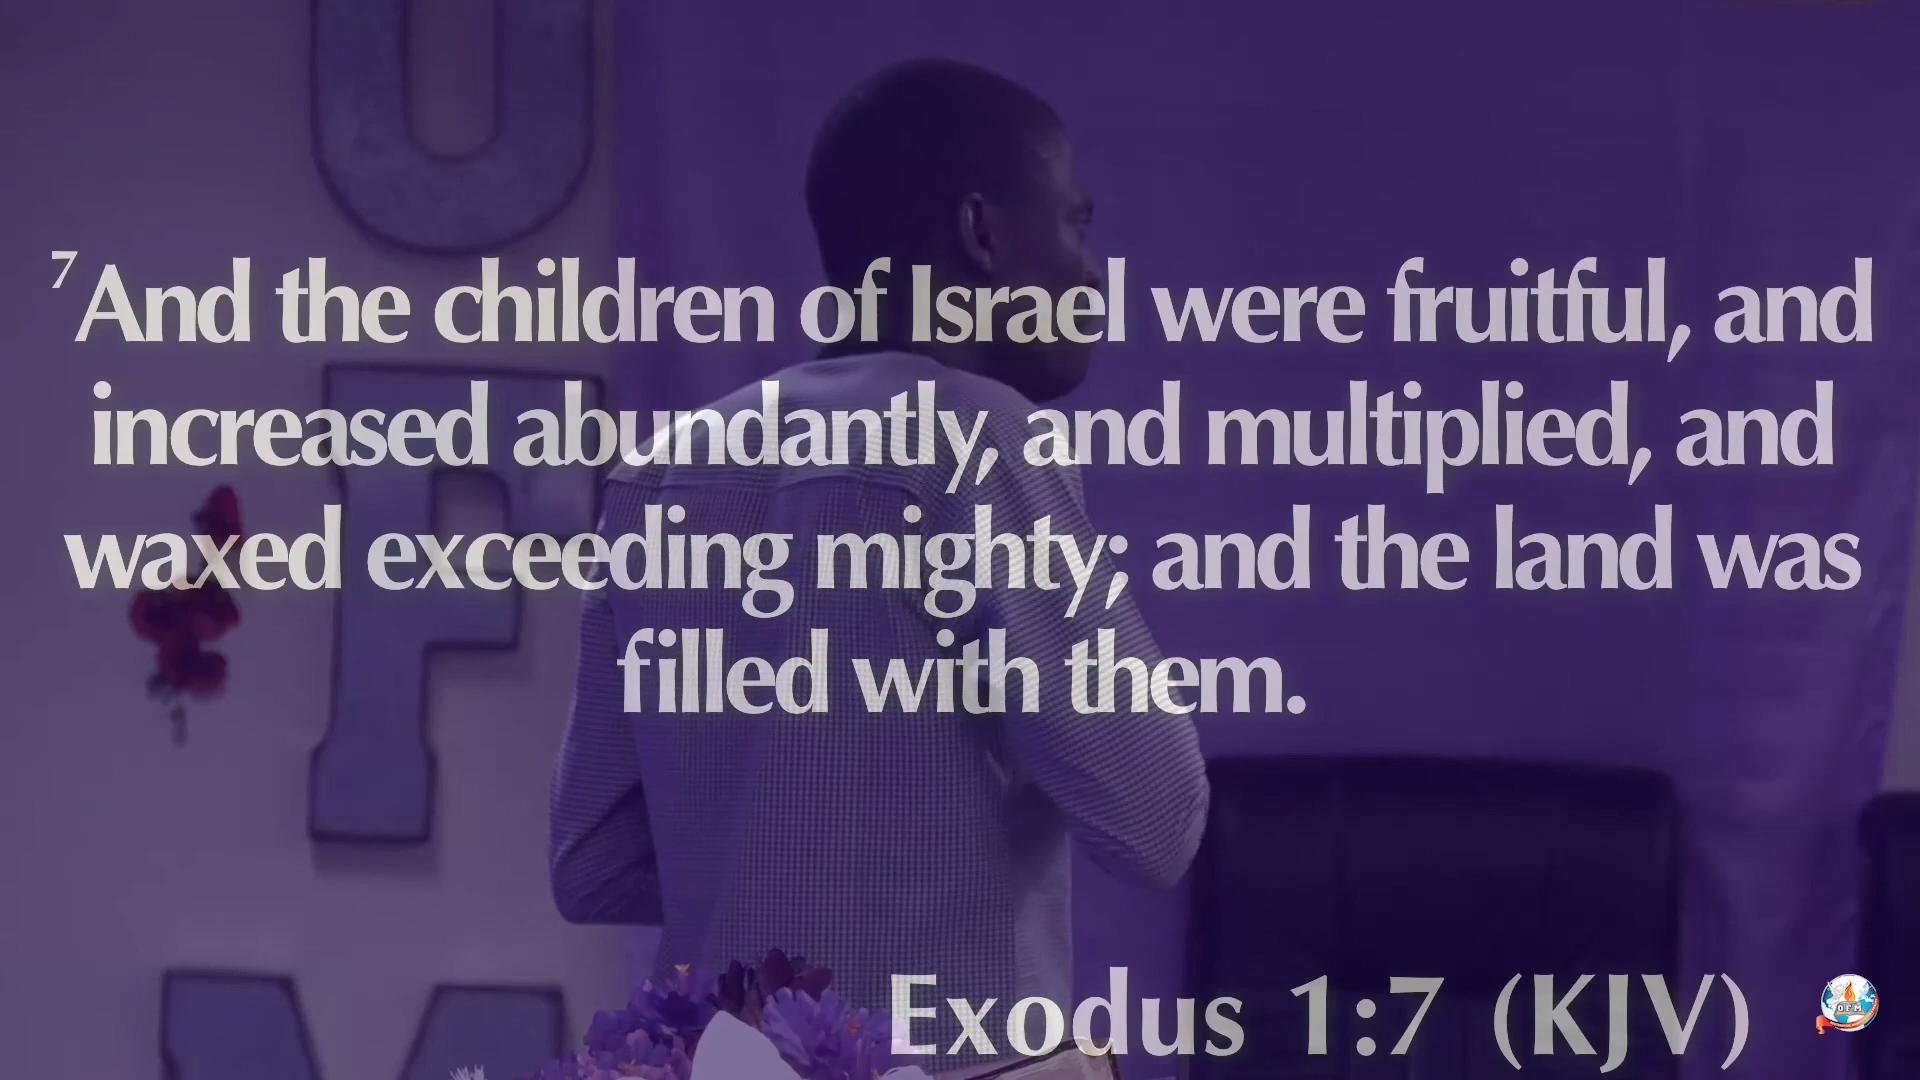 U
F
M
7And the children of Israel were fruitful, and
increased abundantly, and multiplied, and
waxed exceeding mighty; and the land was
filled with them.
Exodus 1:7 (KJV)